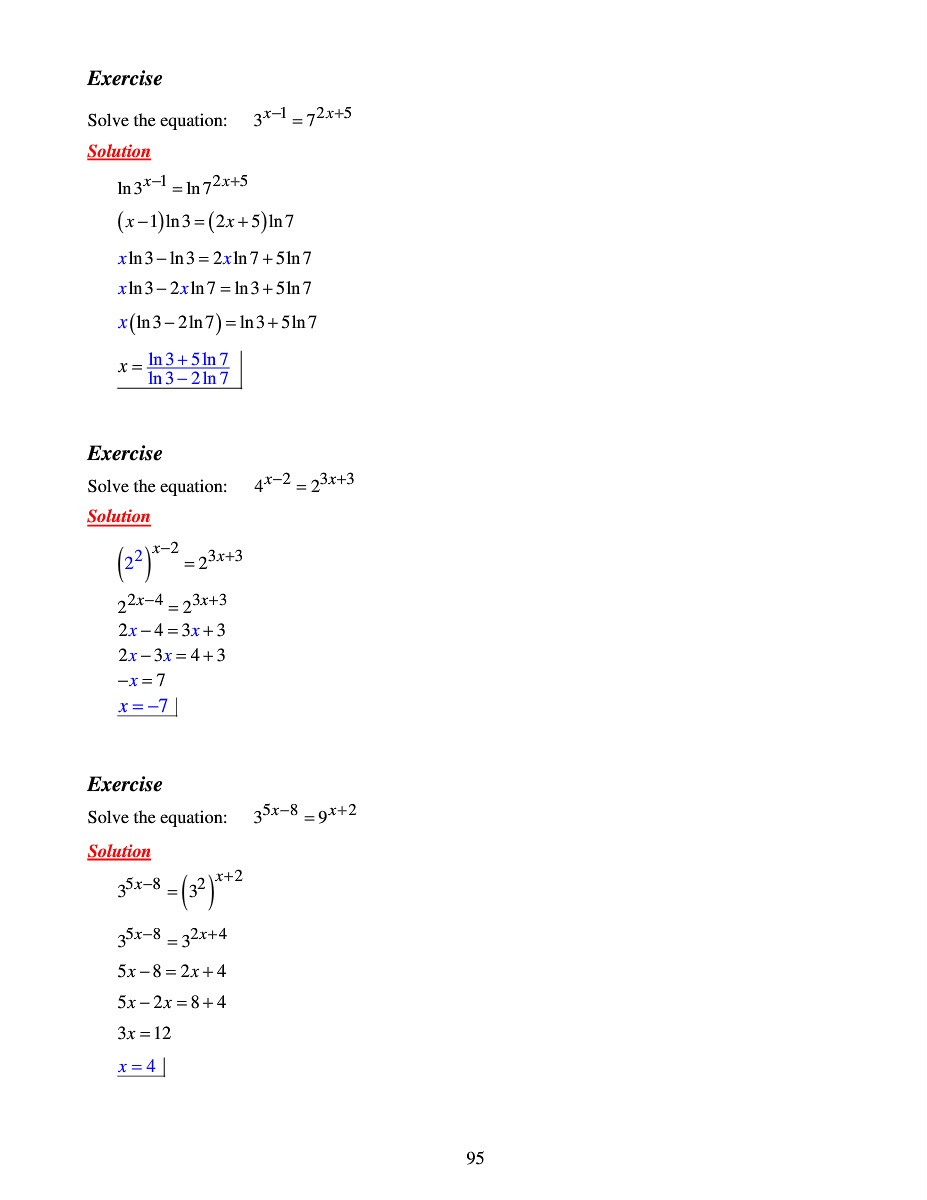 Exercise
Solve the equation: 3^{x−1} = 7^{2x+5}
Solution
ln 3^{x−1} = ln 7^{2x+5}
(x − 1) ln 3 = (2x + 5) ln 7
x ln 3 − ln 3 = 2x ln 7 + 5 ln 7
x ln 3 − 2x ln 7 = ln 3 + 5 ln 7
x(ln 3 − 2 ln 7) = ln 3 + 5 ln 7
x = \frac{ln 3 + 5 ln 7}{ln 3 − 2 ln 7}
Exercise
Solve the equation: 4^{x−2} = 2^{3x+3}
Solution
(2^2)^{x−2} = 2^{3x+3}
2^{2x−4} = 2^{3x+3}
2x − 4 = 3x + 3
2x − 3x = 4 + 3
−x = 7
x = −7
Exercise
Solve the equation: 3^{5x−8} = 9^{x+2}
Solution
3^{5x−8} = (3^2)^{x+2}
3^{5x−8} = 3^{2x+4}
5x − 8 = 2x + 4
5x − 2x = 8 + 4
3x = 12
x = 4
95